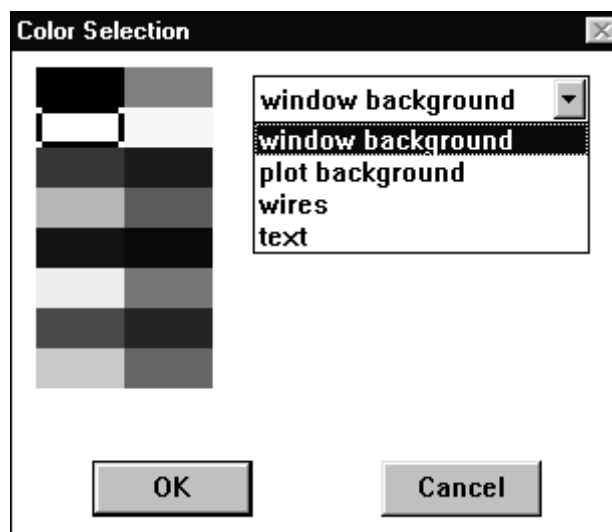 Color Selection
window background
window background
plot background
wires
text
OK
Cancel